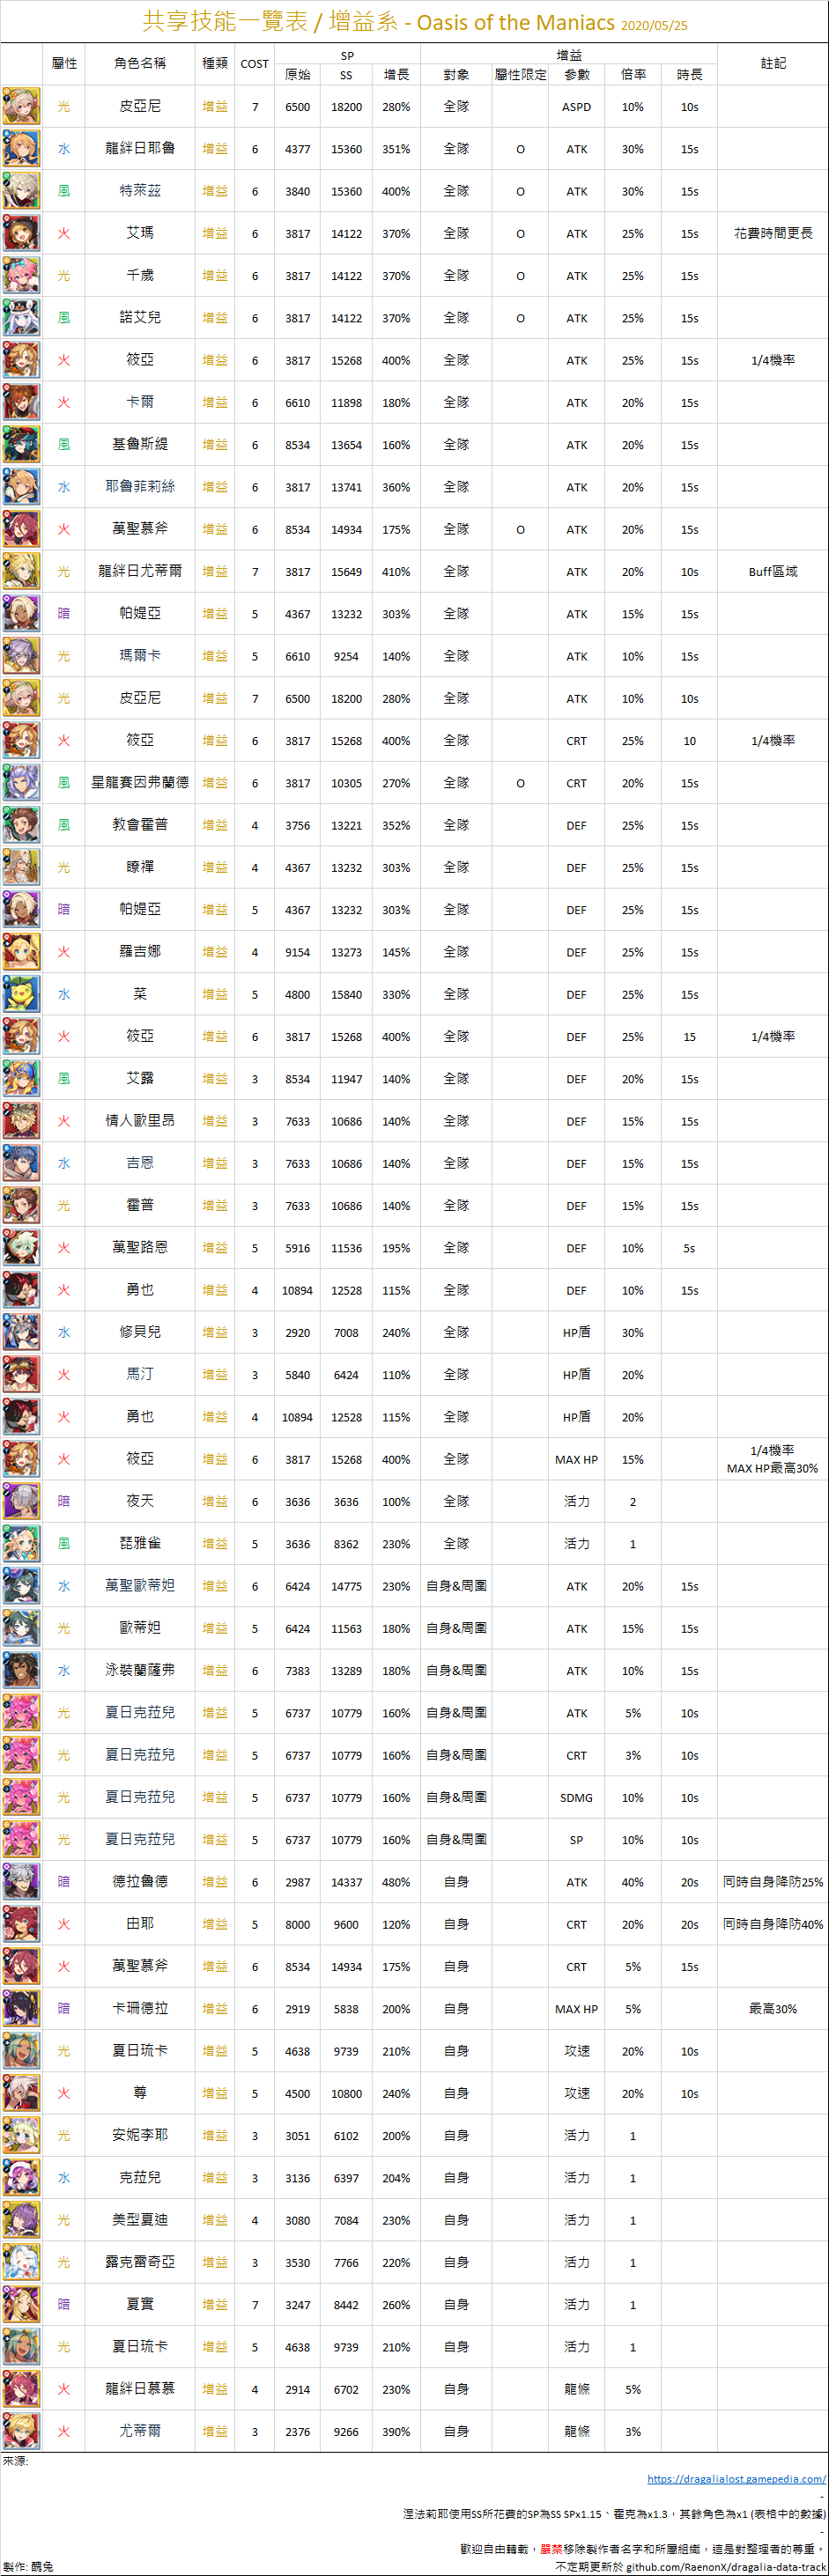 共享技能一覽表 / 增益系 - Oasis of the Maniacs 2020/05/25
屬性 角色名稱 種類 COST SP 增益 註記
原始 SS 增長 對象 屬性限定 參數 倍率 時長
光 皮亞尼 增益 7 6500 18200 280% 全隊 ASPD 10% 10s
水 龍絆日耶魯 增益 6 4377 15360 351% 全隊 O ATK 30% 15s
風 特萊茲 增益 6 3840 15360 400% 全隊 O ATK 30% 15s
火 艾瑪 增益 6 3817 14122 370% 全隊 O ATK 25% 15s 花費時間更長
光 千歲 增益 6 3817 14122 370% 全隊 O ATK 25% 15s
風 諾艾兒 增益 6 3817 14122 370% 全隊 O ATK 25% 15s
火 筱亞 增益 6 3817 15268 400% 全隊 ATK 25% 15s 1/4機率
火 卡爾 增益 6 6610 11898 180% 全隊 ATK 20% 15s
風 基魯斯緹 增益 6 8534 13654 160% 全隊 ATK 20% 15s
水 耶魯菲莉絲 增益 6 3817 13741 360% 全隊 ATK 20% 15s
火 萬聖慕斧 增益 6 8534 14934 175% 全隊 O ATK 20% 15s
光 龍絆日尤蒂爾 增益 7 3817 15649 410% 全隊 ATK 20% 10s Buff區域
暗 帕媞亞 增益 5 4367 13232 303% 全隊 ATK 15% 15s
光 瑪爾卡 增益 5 6610 9254 140% 全隊 ATK 10% 15s
光 皮亞尼 增益 7 6500 18200 280% 全隊 ATK 10% 10s
火 筱亞 增益 6 3817 15268 400% 全隊 CRT 25% 10 1/4機率
風 星龍賽因弗蘭德 增益 6 3817 10305 270% 全隊 O CRT 20% 15s
風 教會霍普 增益 4 3756 13221 352% 全隊 DEF 25% 15s
光 瞭禪 增益 4 4367 13232 303% 全隊 DEF 25% 15s
暗 帕媞亞 增益 5 4367 13232 303% 全隊 DEF 25% 15s
火 羅吉娜 增益 4 9154 13273 145% 全隊 DEF 25% 15s
水 菜 增益 5 4800 15840 330% 全隊 DEF 25% 15s
火 筱亞 增益 6 3817 15268 400% 全隊 DEF 25% 15 1/4機率
風 艾露 增益 3 8534 11947 140% 全隊 DEF 20% 15s
火 情人歐里昂 增益 3 7633 10686 140% 全隊 DEF 15% 15s
水 吉恩 增益 3 7633 10686 140% 全隊 DEF 15% 15s
光 霍普 增益 3 7633 10686 140% 全隊 DEF 15% 15s
火 萬聖路恩 增益 5 5916 11536 195% 全隊 DEF 10% 5s
火 勇也 增益 4 10894 12528 115% 全隊 DEF 10% 15s
水 修貝兒 增益 3 2920 7008 240% 全隊 HP盾 30%
火 馬汀 增益 3 5840 6424 110% 全隊 HP盾 20%
火 勇也 增益 4 10894 12528 115% 全隊 HP盾 20%
火 筱亞 增益 6 3817 15268 400% 全隊 MAX HP 15% 1/4機率
MAX HP最高30%
暗 夜天 增益 6 3636 3636 100% 全隊 活力 2
風 琵雅雀 增益 5 3636 8362 230% 全隊 活力 1
水 萬聖歐蒂妲 增益 6 6424 14775 230% 自身&周圍 ATK 20% 15s
光 歐蒂妲 增益 5 6424 11563 180% 自身&周圍 ATK 15% 15s
水 泳裝蘭薩弗 增益 6 7383 13289 180% 自身&周圍 ATK 10% 15s
光 夏日克菈兒 增益 5 6737 10779 160% 自身&周圍 ATK 5% 10s
光 夏日克菈兒 增益 5 6737 10779 160% 自身&周圍 CRT 3% 10s
光 夏日克菈兒 增益 5 6737 10779 160% 自身&周圍 SDMG 10% 10s
光 夏日克菈兒 增益 5 6737 10779 160% 自身&周圍 SP 10% 10s
暗 德拉魯德 增益 6 2987 14337 480% 自身 ATK 40% 20s 同時自身降防25%
火 由耶 增益 5 8000 9600 120% 自身 CRT 20% 20s 同時自身降防40%
火 萬聖慕斧 增益 6 8534 14934 175% 自身 CRT 5% 15s
暗 卡珊德拉 增益 6 2919 5838 200% 自身 MAX HP 5% 最高30%
光 夏日琉卡 增益 5 4638 9739 210% 自身 攻速 20% 10s
火 尊 增益 5 4500 10800 240% 自身 攻速 20% 10s
光 安妮李耶 增益 3 3051 6102 200% 自身 活力 1
水 克菈兒 增益 3 3136 6397 204% 自身 活力 1
光 美型夏迪 增益 4 3080 7084 230% 自身 活力 1
光 露克雷奇亞 增益 3 3530 7766 220% 自身 活力 1
暗 夏實 增益 7 3247 8442 260% 自身 活力 1
光 夏日琉卡 增益 5 4638 9739 210% 自身 活力 1
火 龍絆日慕慕 增益 4 2914 6702 230% 自身 龍條 5%
火 尤蒂爾 增益 3 2376 9266 390% 自身 龍條 3%
來源:
https://dragalialost.gamepedia.com/
-
涅法莉耶使用SS所花費的SP為SS SPx1.15、霍克為x1.3，其餘角色為x1 (表格中的數據)
-
歡迎自由轉載，嚴禁移除製作者名字和所屬組織，這是對整理者的尊重。
製作: 醜兔 不定期更新於 github.com/RaenonX/dragalia-data-track